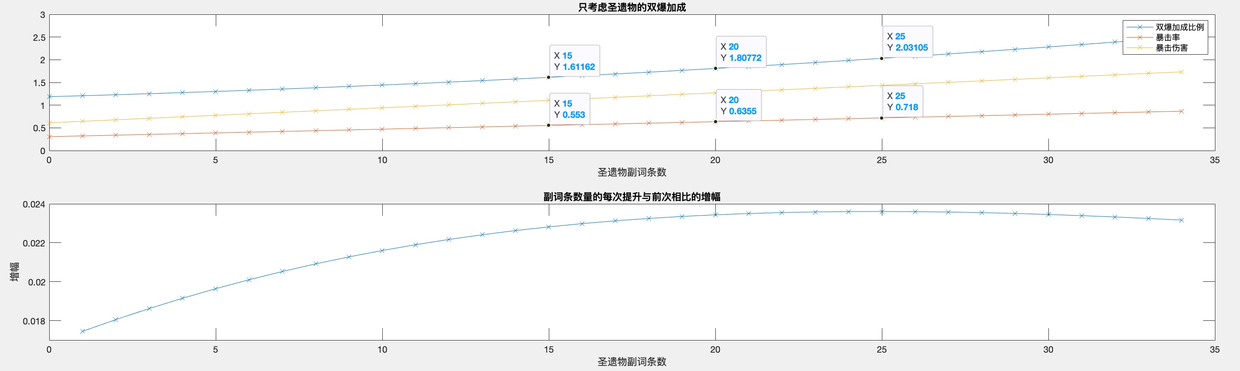 只考虑圣遗物的双爆加成
3
2.5
2
1.5
1
0.5
0
X 15
Y 1.61162
X 20
Y 1.80772
X 25
Y 2.03105
X 15
Y 0.553
X 20
Y 0.6355
X 25
Y 0.718
双爆加成比例
暴击率
暴击伤害
0 5 10 15 20 25 30 35
圣遗物副词条数
副词条数量的每次提升与前次相比的增幅
0.024
0.022
0.02
0.018
增幅
0 5 10 15 20 25 30 35
圣遗物副词条数